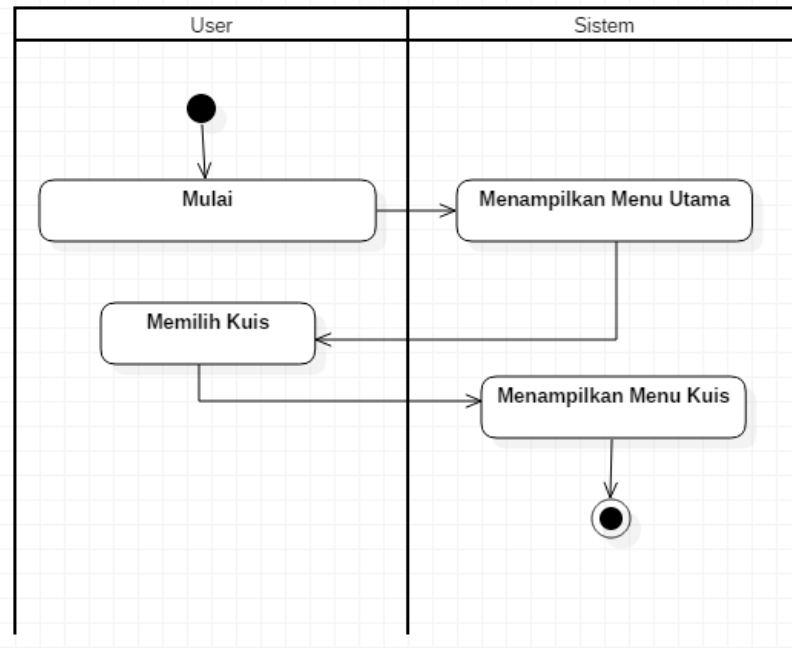 User
Sistem
Mulai
Menampilkan Menu Utama
Memilih Kuis
Menampilkan Menu Kuis